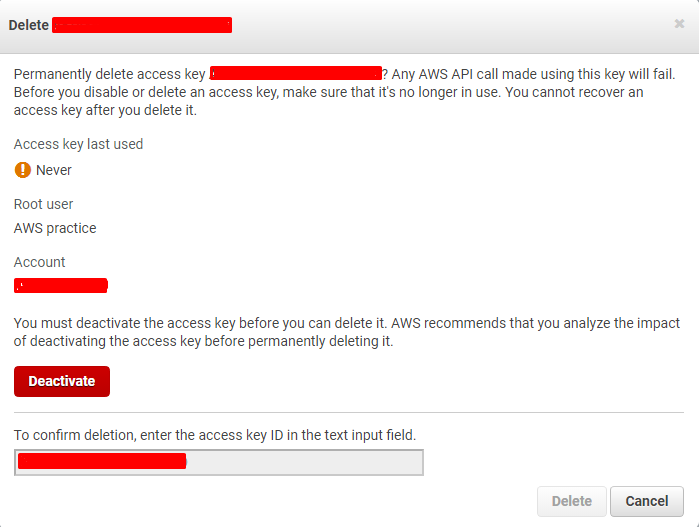 Delete
Permanently delete access key ? Any AWS API call made using this key will fail.
Before you disable or delete an access key, make sure that it's no longer in use. You cannot recover an
access key after you delete it.
Access key last used
Never
Root user
AWS practice
Account
You must deactivate the access key before you can delete it. AWS recommends that you analyze the impact
of deactivating the access key before permanently deleting it.
Deactivate
To confirm deletion, enter the access key ID in the text input field.
Delete Cancel